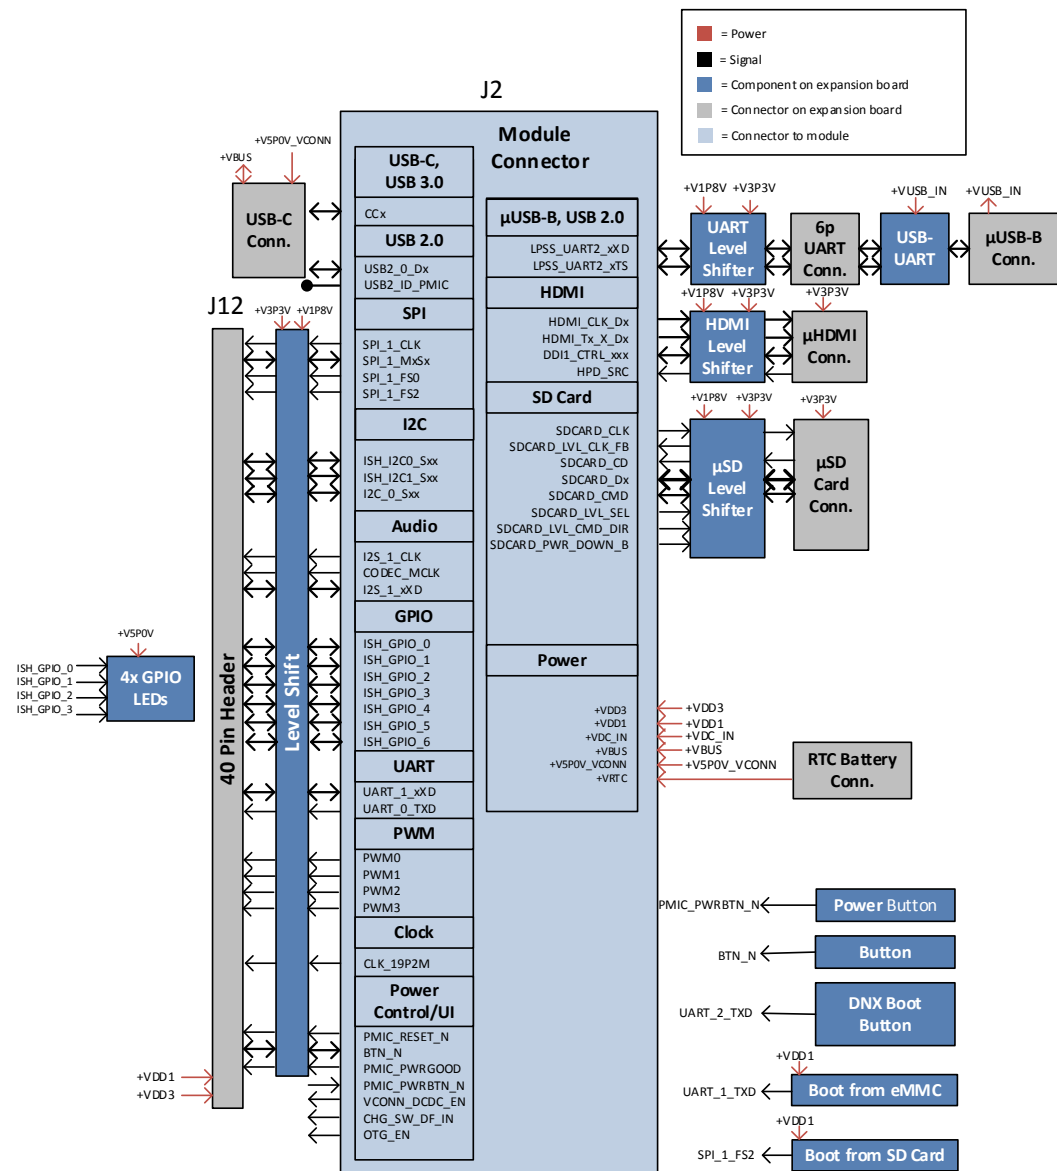 = Power
= Signal
= Component on expansion board
= Connector on expansion board
= Connector to module
J2
Module
Connector
+V5P0V_VCONN
+VBUS
USB-C
Conn.
USB-C,
USB 3.0
CCx
USB 2.0
USB2_0_Dx
USB2_ID_PMIC
J12
+V3P3V
+V1P8V
SPI
SPI_1_CLK
SPI_1_MxSx
SPI_1_FS0
SPI_1_FS2
I2C
ISH_I2C0_Sxx
ISH_I2C1_Sxx
I2C_0_Sxx
Audio
I2S_1_CLK
CODEC_MCLK
I2S_1_xXD
GPIO
ISH_GPIO_0
ISH_GPIO_1
ISH_GPIO_2
ISH_GPIO_3
ISH_GPIO_4
ISH_GPIO_5
ISH_GPIO_6
UART
UART_1_xXD
UART_0_TXD
PWM
PWM0
PWM1
PWM2
PWM3
Clock
CLK_19P2M
Power
Control/UI
PMIC_RESET_N
BTN_N
PMIC_PWRGOOD
PMIC_PWRBTN_N
VCONN_DCDC_EN
CHG_SW_DF_IN
OTG_EN
40 Pin Header
Level Shift
+V5P0V
ISH_GPIO_0
ISH_GPIO_1
ISH_GPIO_2
ISH_GPIO_3
4x GPIO
LEDs
+VDD1
+VDD3
µUSB-B, USB 2.0
LPSS_UART2_xXD
LPSS_UART2_xTS
HDMI
HDMI_CLK_Dx
HDMI_Tx_X_Dx
DDI1_CTRL_xxx
HPD_SRC
SD Card
SDCARD_CLK
SDCARD_LVL_CLK_FB
SDCARD_CD
SDCARD_Dx
SDCARD_CMD
SDCARD_LVL_SEL
SDCARD_LVL_CMD_DIR
SDCARD_PWR_DOWN_B
Power
+VDD3
+VDD1
+VDC_IN
+VBUS
+V5P0V_VCONN
+VRTC
+V1P8V
+V3P3V
UART
Level
Shifter
6p
UART
Conn.
+VUSB_IN
USB-
UART
+VUSB_IN
µUSB-B
Conn.
+V1P8V
+V3P3V
HDMI
Level
Shifter
+V3P3V
µHDMI
Conn.
+V1P8V
+V3P3V
µSD
Level
Shifter
+V3P3V
µSD
Card
Conn.
+VDD3
+VDD1
+VDC_IN
+VBUS
+V5P0V_VCONN
RTC Battery
Conn.
PMIC_PWRBTN_N
Power Button
BTN_N
Button
UART_2_TXD
DNX Boot
Button
+VDD1
UART_1_TXD
Boot from eMMC
+VDD1
SPI_1_FS2
Boot from SD Card